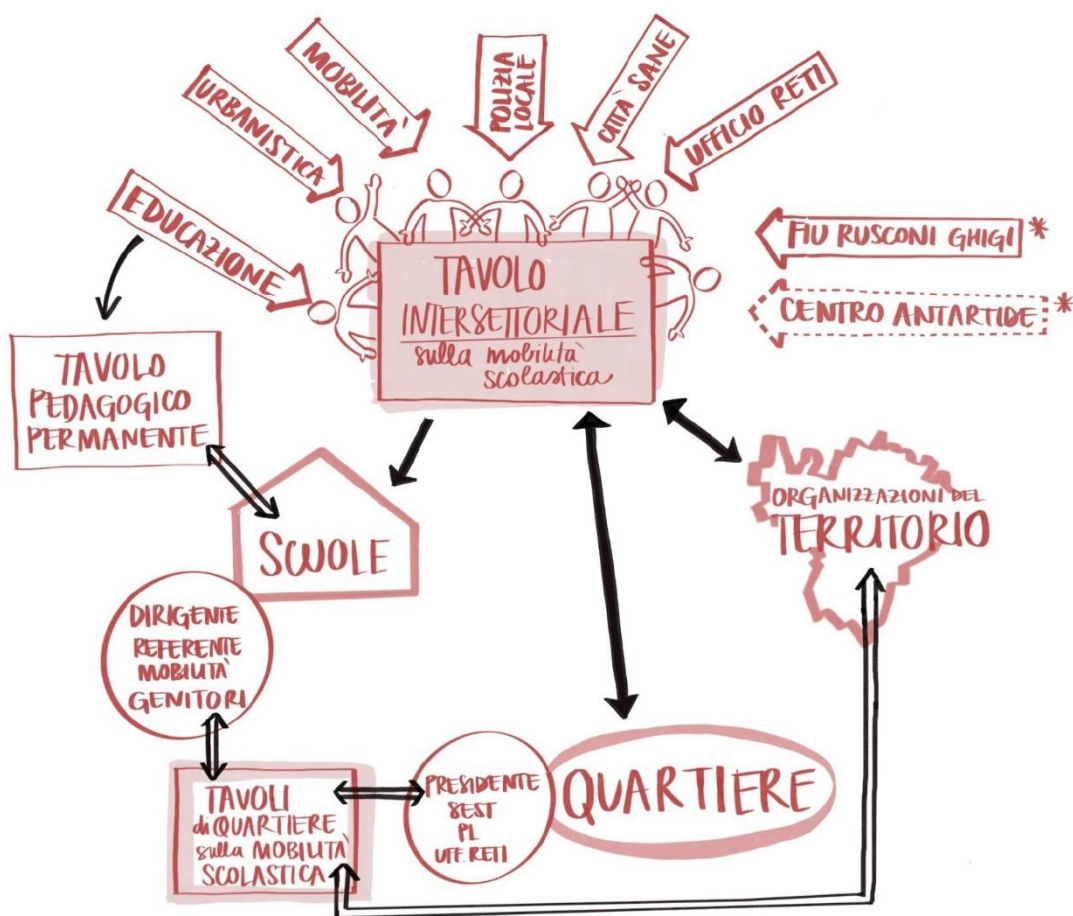 EDUCAZIONE
URBANISTICA
MOBILITÀ
POLIZIA
LOCALE
CITTÀ SANE
UFFICIO RETI
FIU RUSCONI GHIGI *
CENTRO ANTARTIDE *
TAVOLO
INTERSETTORIALE
sulla mobilità
scolastica
TAVOLO
PEDAGOGICO
PERMANENTE
SCUOLE
ORGANIZZAZIONI DEL
TERRITORIO
DIRIGENTE
REFERENTE
MOBILITÀ
GENITORI
TAVOLI
di QUARTIERE
sulla MOBILITÀ
SCOLASTICA
PRESIDENTE
SEST
PL
UFF. RETI
QUARTIERE